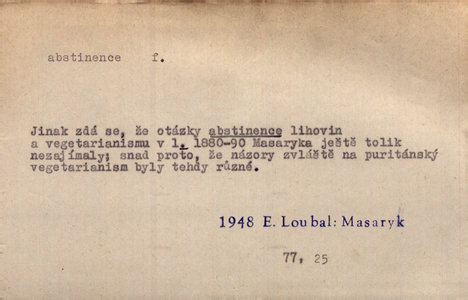 abstinence f.
Jinak zdá se, že otázky abstinence lihovin
a vegetarianismu v l. 1880-90 Masaryka ještě tolik
nezajímaly; snad proto, že názory zvláště na puritánský
vegetarianism byly tehdy různé.
1948 E. Loubal: Masaryk
77, 25